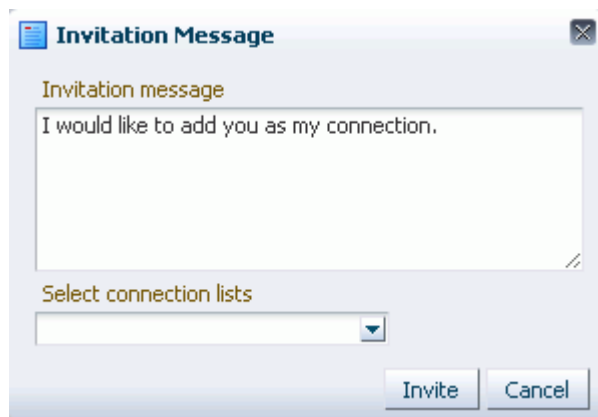 Invitation Message
Invitation message
I would like to add you as my connection.
Select connection lists
Invite Cancel